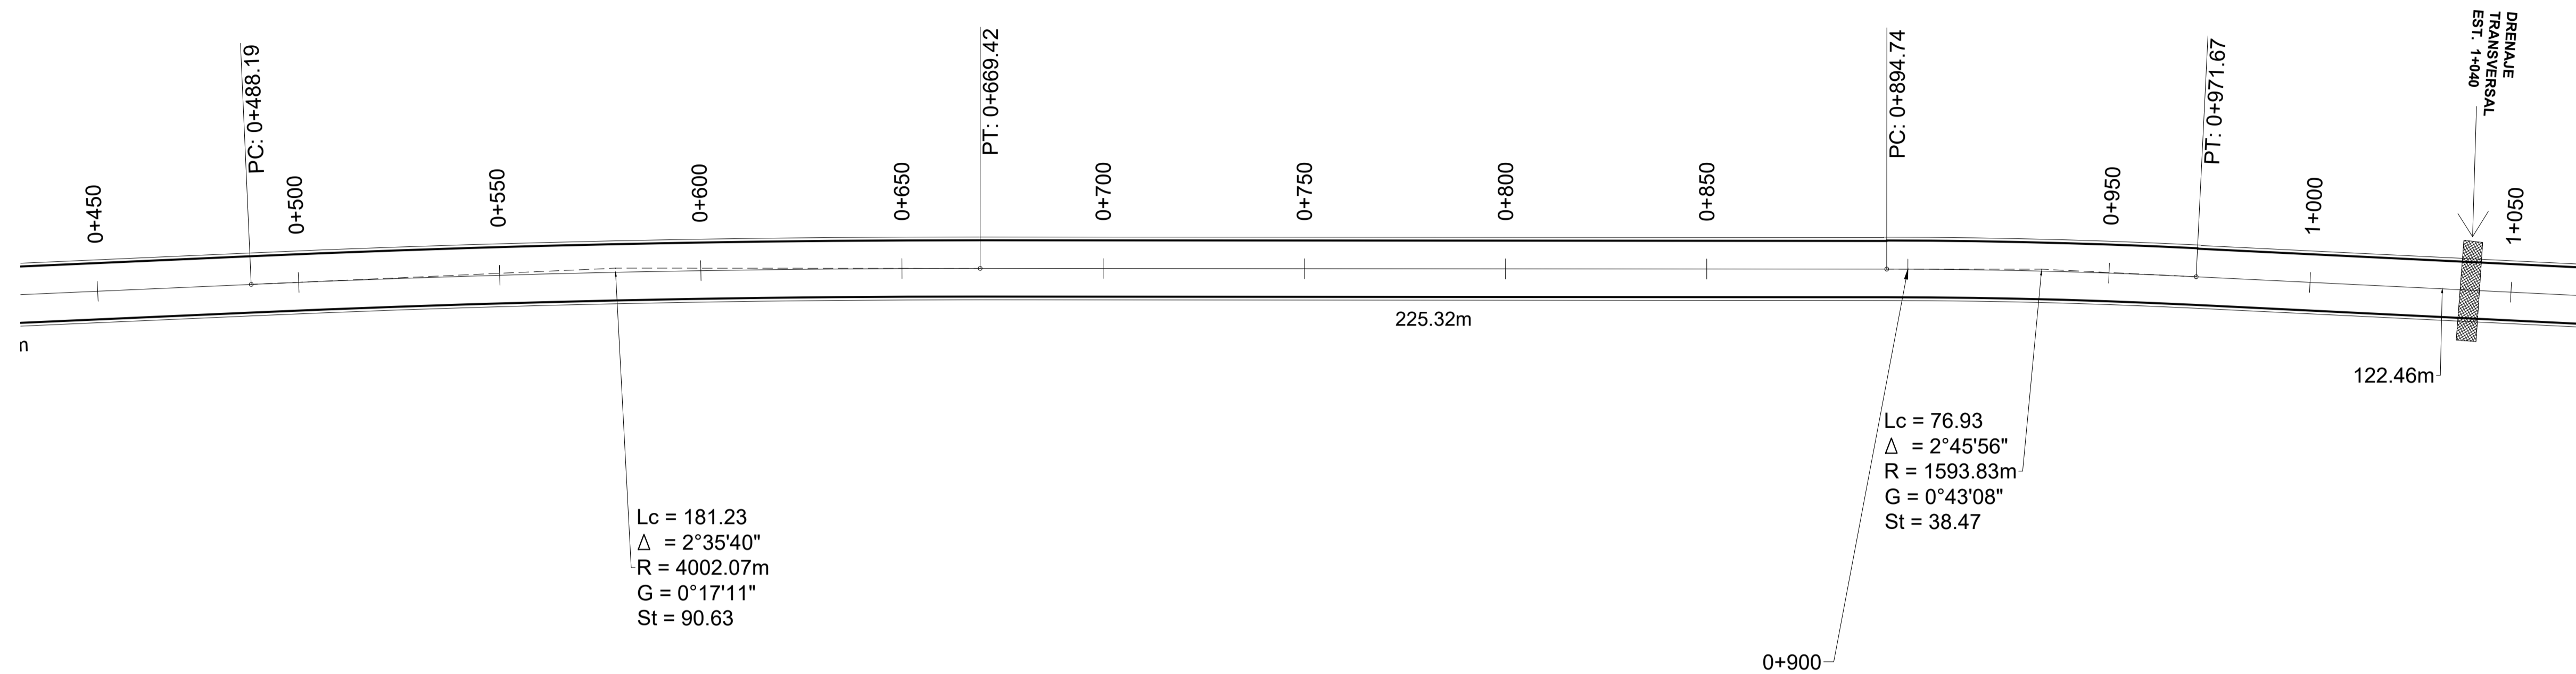 PC: 0+488.19
PT: 0+669.42
PC: 0+894.74
PT: 0+971.67
DRENAJE
TRANSVERSAL
EST. 1+040
0+450
0+500
0+550
0+600
0+650
0+700
0+750
0+800
0+850
0+950
1+000
1+050
225.32m
m
122.46m
Lc = 181.23
Δ = 2°35'40"
R = 4002.07m
G = 0°17'11"
St = 90.63
Lc = 76.93
Δ = 2°45'56"
R = 1593.83m
G = 0°43'08"
St = 38.47
0+900